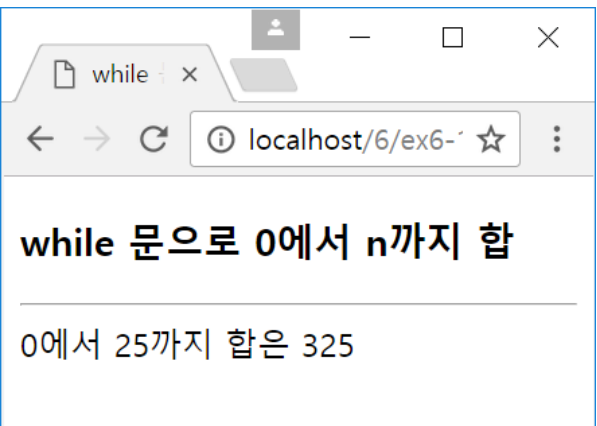 while
localhost/6/ex6-
while 문으로 0에서 n까지 합
0에서 25까지 합은 325